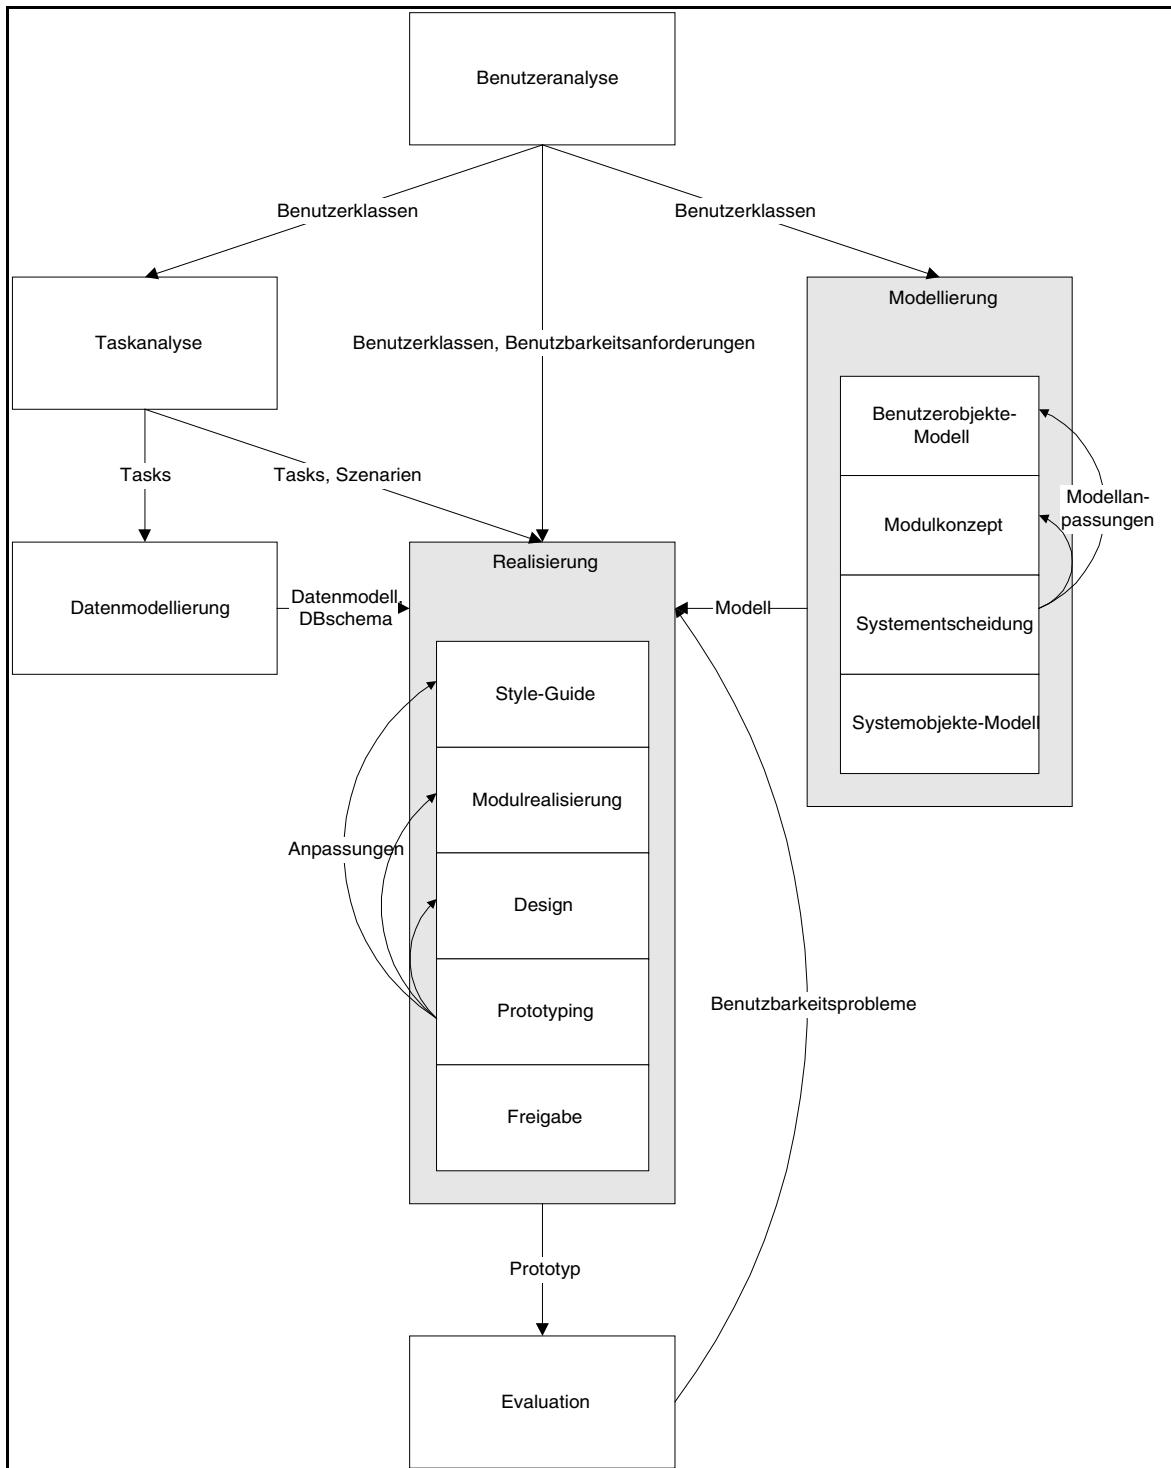 Benutzeranalyse
Benutzerklassen
Benutzerklassen
Modellierung
Taskanalyse
Benutzerklassen, Benutzbarkeitsanforderungen
Benutzerobjekte-
Modell
Tasks
Tasks, Szenarien
Modellan-
passungen
Modulkonzept
Realisierung
Datenmodellierung
Datenmodell,
DBschema
Modell
Systementscheidung
Style-Guide
Systemobjekte-Modell
Modulrealisierung
Anpassungen
Design
Prototyping
Benutzbarkeitsprobleme
Freigabe
Prototyp
Evaluation